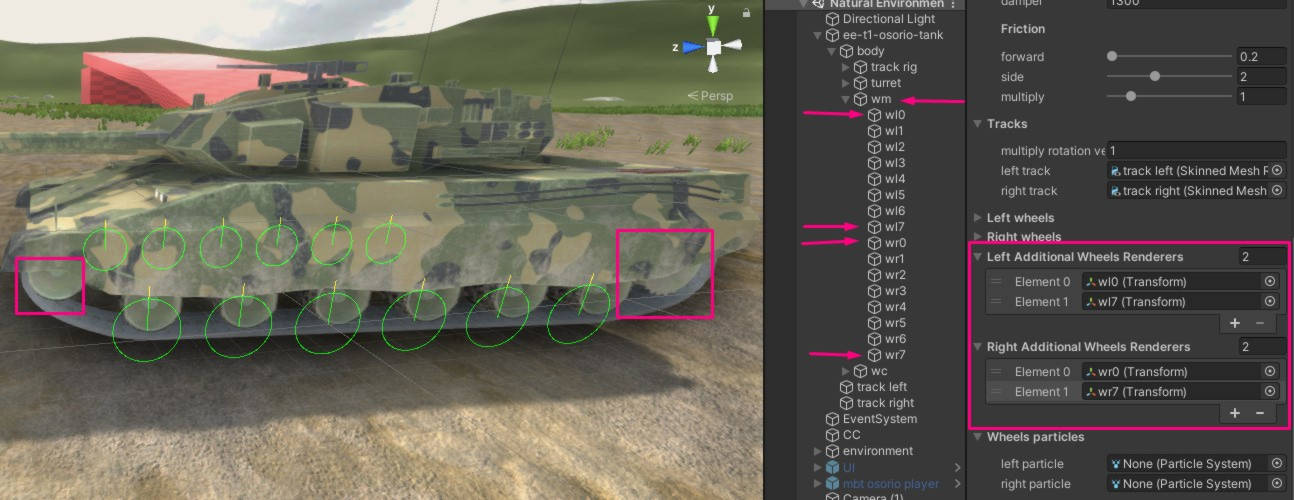 y
z
Persp
Natural Environmen
Directional Light
ee-t1-osorio-tank
body
track rig
turret
wm
wl0
wl1
wl2
wl3
wl4
wl5
wl6
wl7
wr0
wr1
wr2
wr3
wr4
wr5
wr6
wr7
wc
track left
track right
EventSystem
CC
environment
UI
mbt osorio player
Camera (1)
damper 1300
Friction
forward 0.2
side 2
multiply 1
Tracks
multiply rotation ve 1
left track track left (Skinned Mesh R
right track track right (Skinned Mesh
Left wheels
Right wheels
Left Additional Wheels Renderers 2
Element 0 wl0 (Transform)
Element 1 wl7 (Transform)
+ −
Right Additional Wheels Renderers 2
Element 0 wr0 (Transform)
Element 1 wr7 (Transform)
+ −
Wheels particles
left particle None (Particle System)
right particle None (Particle System)